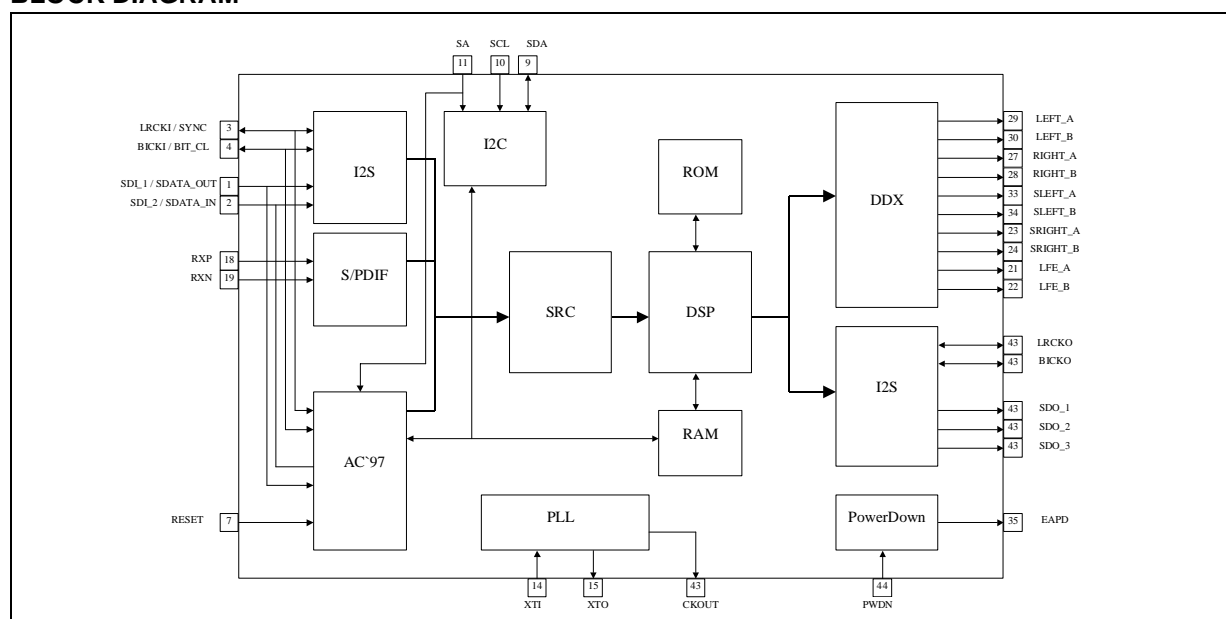 BLOCK DIAGRAM
SA SCL SDA
11 10 9
LRCKI / SYNC 3
BICKI / BIT_CL 4
SDI_1 / SDATA_OUT 1
SDI_2 / SDATA_IN 2
RXP 18
RXN 19
RESET 7
I2S
S/PDIF
AC`97
I2C
SRC
ROM
DSP
RAM
PLL
DDX
I2S
PowerDown
29 LEFT_A
30 LEFT_B
27 RIGHT_A
28 RIGHT_B
33 SLEFT_A
34 SLEFT_B
23 SRIGHT_A
24 SRIGHT_B
21 LFE_A
22 LFE_B
43 LRCKO
43 BICKO
43 SDO_1
43 SDO_2
43 SDO_3
35 EAPD
14 15 43 44
XTI XTO CKOUT PWDN